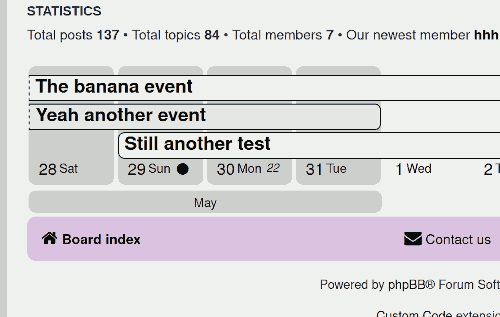 STATISTICS
Total posts 137 • Total topics 84 • Total members 7 • Our newest member hhh
The banana event
Yeah another event
Still another test
28 Sat 29 Sun 30 Mon 22 31 Tue 1 Wed 2
May
Board index Contact us
Powered by phpBB® Forum Soft
Custom Code extensio